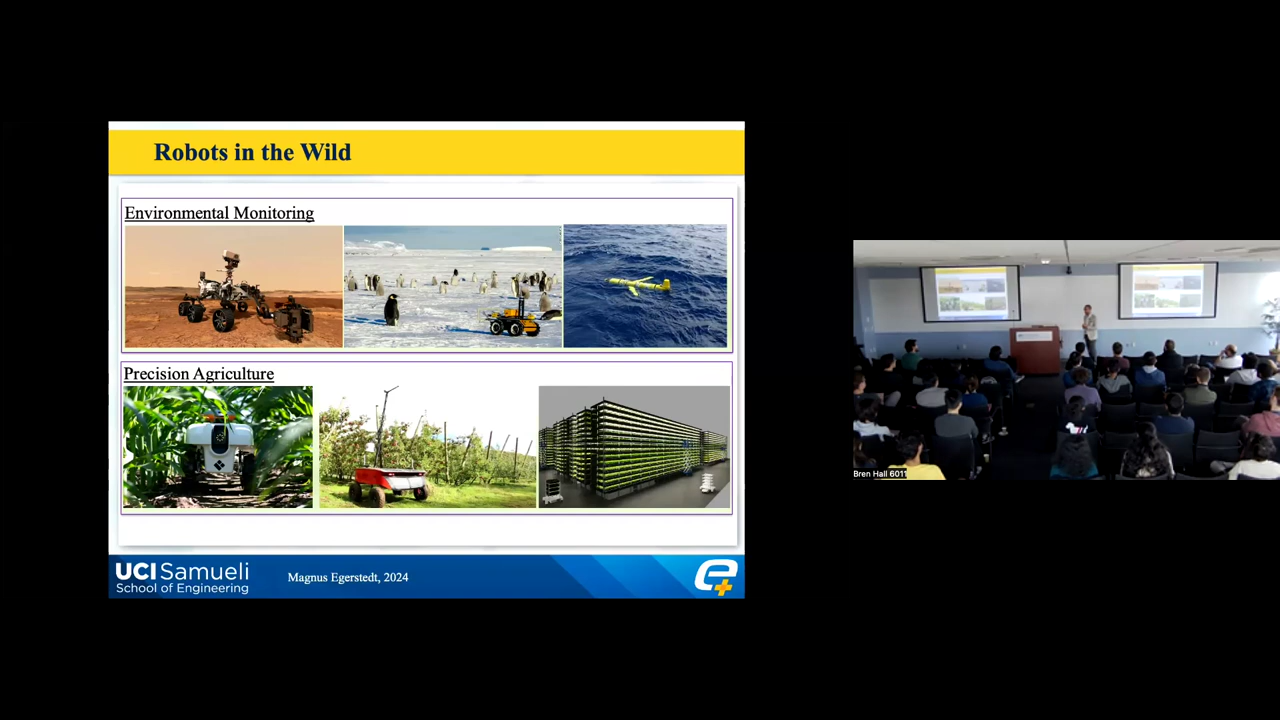 Robots in the Wild
Environmental Monitoring
Precision Agriculture
UCI Samueli
School of Engineering
Magnus Egerstedt, 2024
e+
Bren Hall 6011